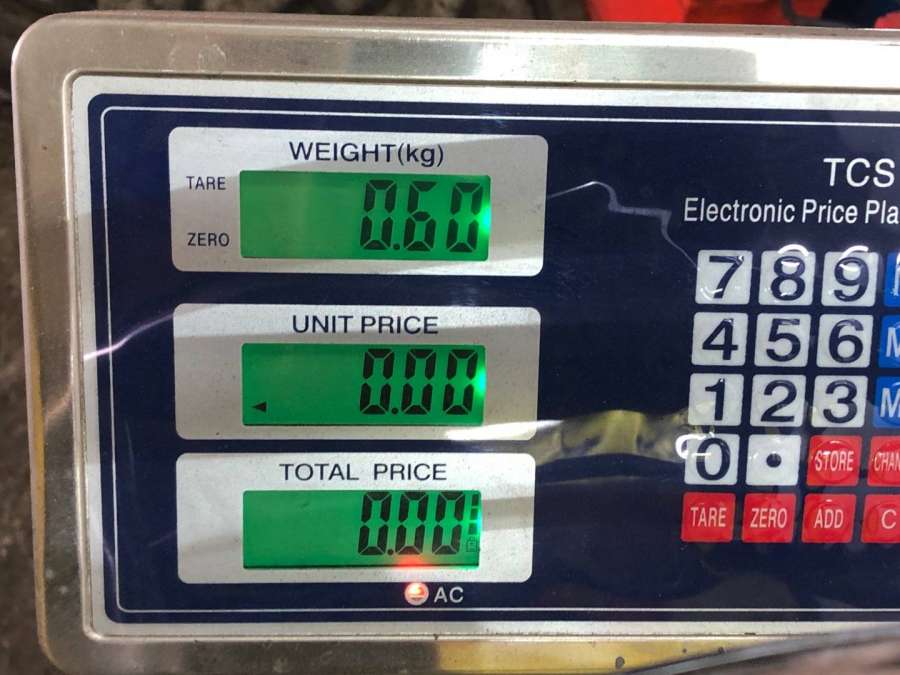 WEIGHT(kg)
TARE
0.60
ZERO
UNIT PRICE
0.00
TOTAL PRICE
0.00
AC
TCS
Electronic Price
7 8 9
4 5 6
1 2 3
0 . STORE
TARE ZERO ADD C